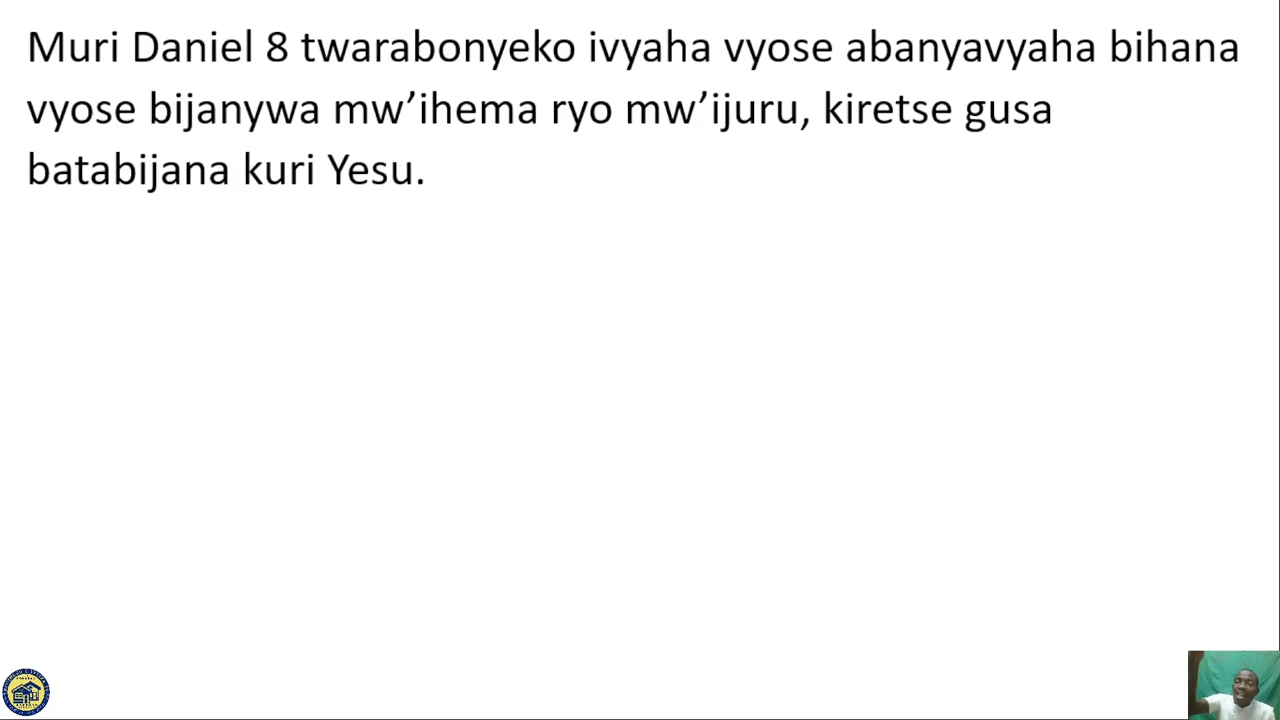 Muri Daniel 8 twarabonyeko ivyaha vyose abanyavyaha bihana
vyose bijanywa mw’ihema ryo mw’ijuru, kiretse gusa
batabijana kuri Yesu.